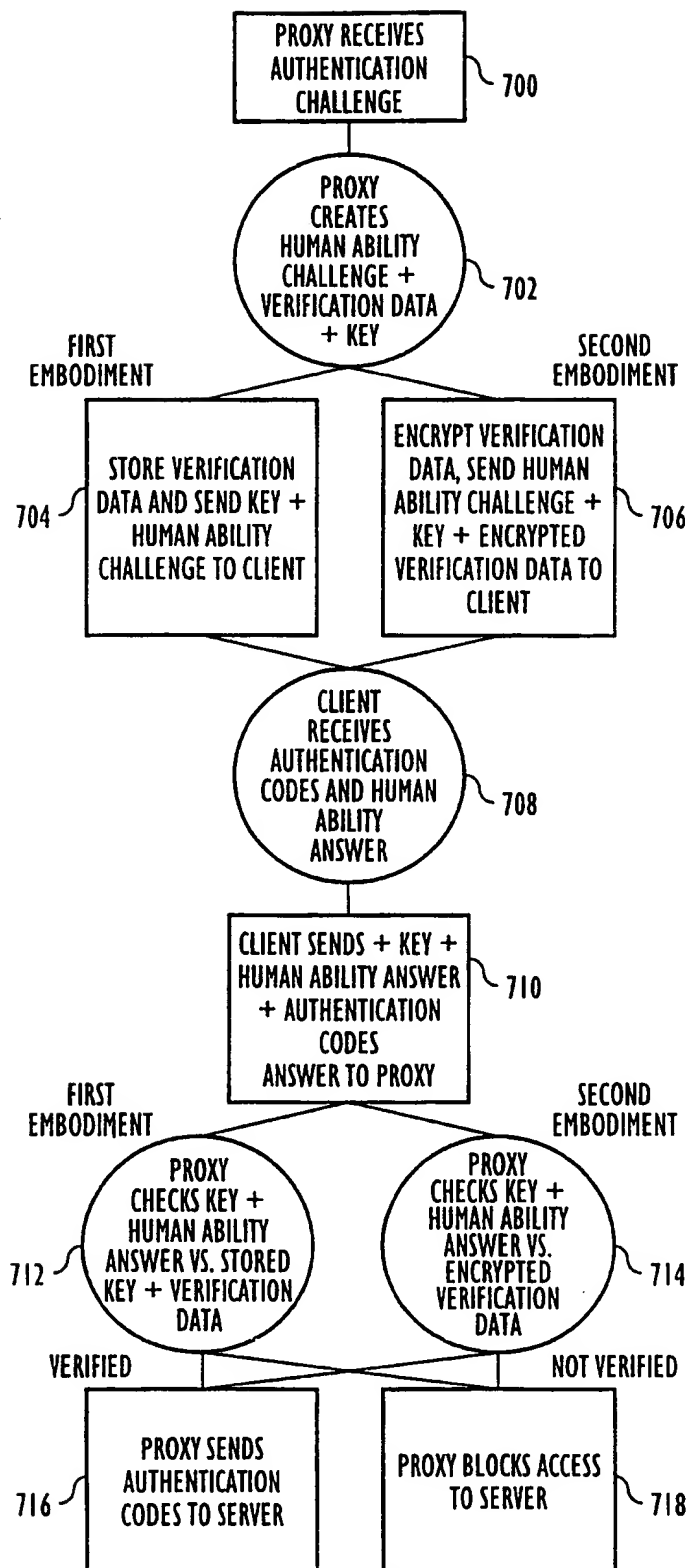 PROXY RECEIVES
AUTHENTICATION
CHALLENGE
700
PROXY
CREATES
HUMAN ABILITY
CHALLENGE +
VERIFICATION DATA
+ KEY
702
FIRST
EMBODIMENT
SECOND
EMBODIMENT
STORE VERIFICATION
DATA AND SEND KEY +
HUMAN ABILITY
CHALLENGE TO CLIENT
704
ENCRYPT VERIFICATION
DATA, SEND HUMAN
ABILITY CHALLENGE +
KEY + ENCRYPTED
VERIFICATION DATA TO
CLIENT
706
CLIENT
RECEIVES
AUTHENTICATION
CODES AND HUMAN
ABILITY
ANSWER
708
CLIENT SENDS + KEY +
HUMAN ABILITY ANSWER
+ AUTHENTICATION
CODES
ANSWER TO PROXY
710
FIRST
EMBODIMENT
SECOND
EMBODIMENT
PROXY
CHECKS KEY +
HUMAN ABILITY
ANSWER VS. STORED
KEY + VERIFICATION
DATA
712
PROXY
CHECKS KEY +
HUMAN ABILITY
ANSWER VS.
ENCRYPTED
VERIFICATION
DATA
714
VERIFIED
NOT VERIFIED
PROXY SENDS
AUTHENTICATION
CODES TO SERVER
716
PROXY BLOCKS ACCESS
TO SERVER
718